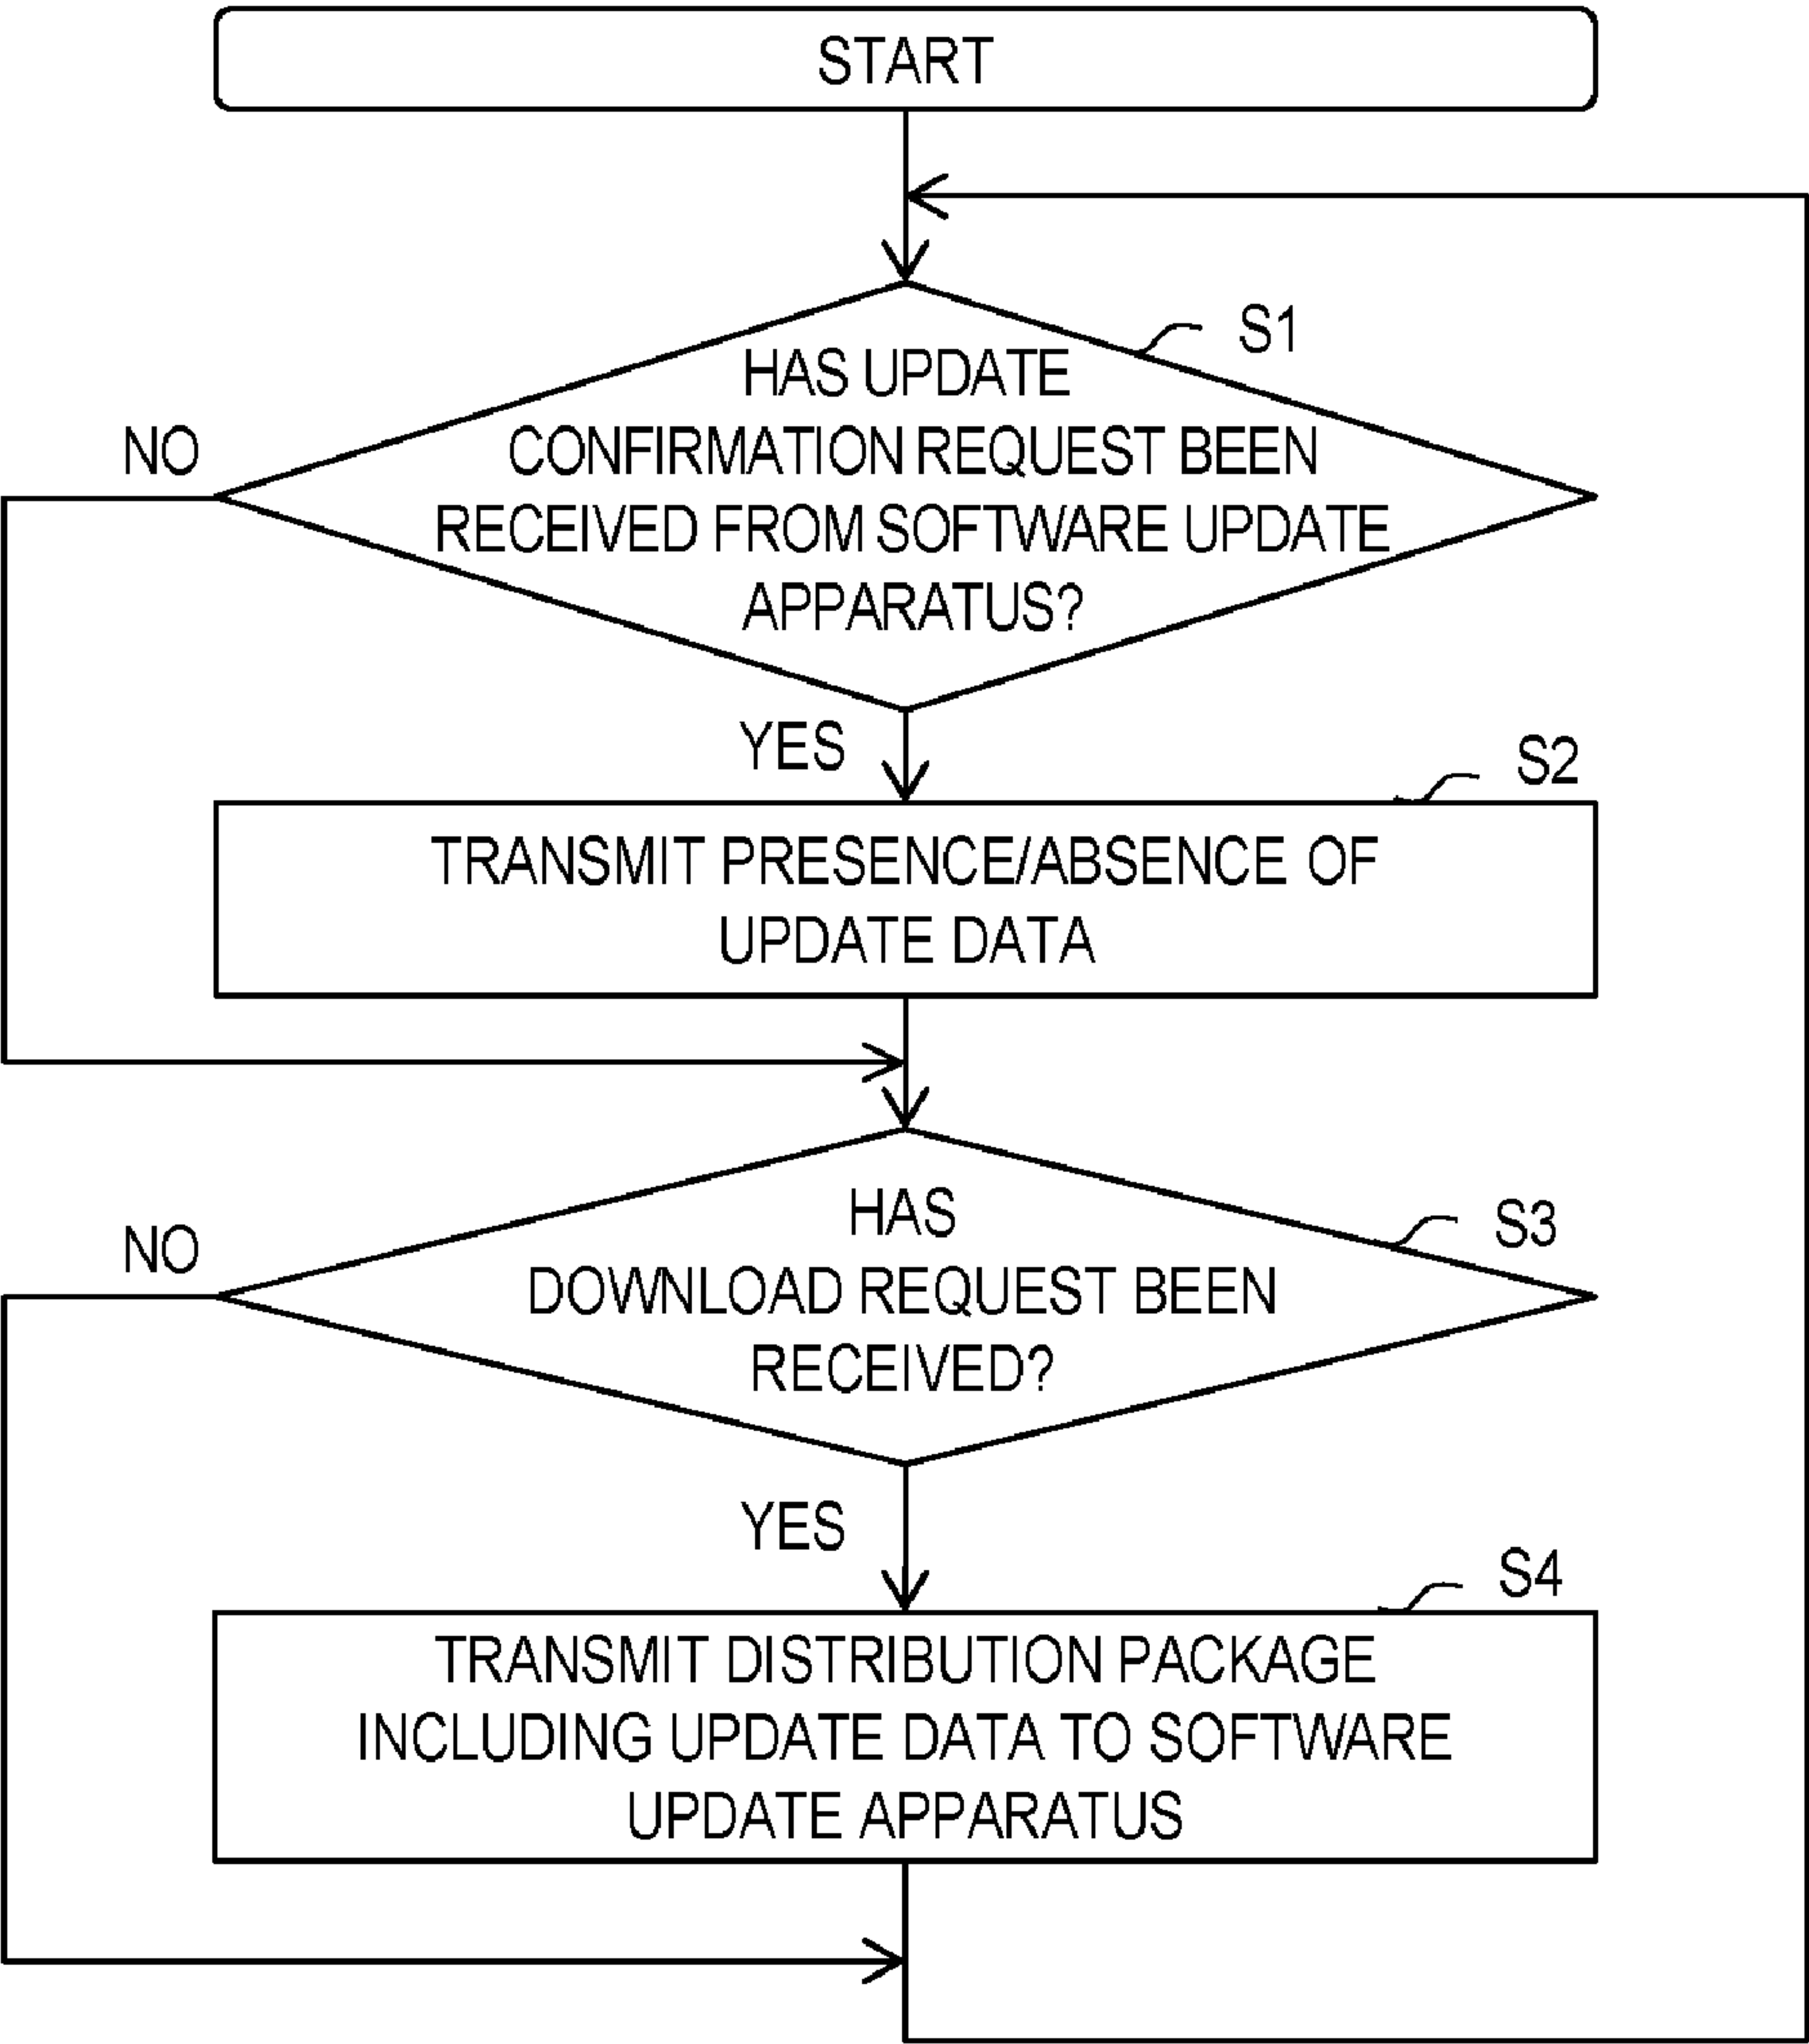 START
S1
HAS UPDATE
NO
CONFIRMATION REQUEST BEEN
RECEIVED FROM SOFTWARE UPDATE
APPARATUS?
YES
S2
TRANSMIT PRESENCE/ABSENCE OF
UPDATE DATA
HAS
S3
NO
DOWNLOAD REQUEST BEEN
RECEIVED?
YES
S4
TRANSMIT DISTRIBUTION PACKAGE
INCLUDING UPDATE DATA TO SOFTWARE
UPDATE APPARATUS